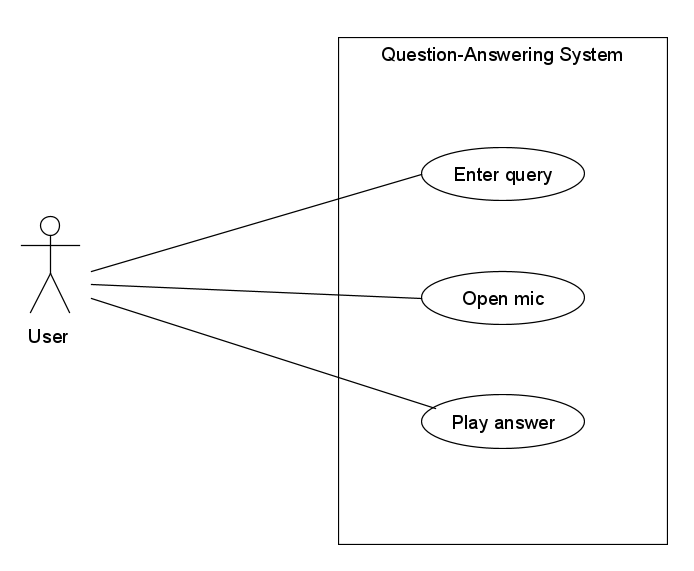 Question-Answering System
Enter query
Open mic
User
Play answer